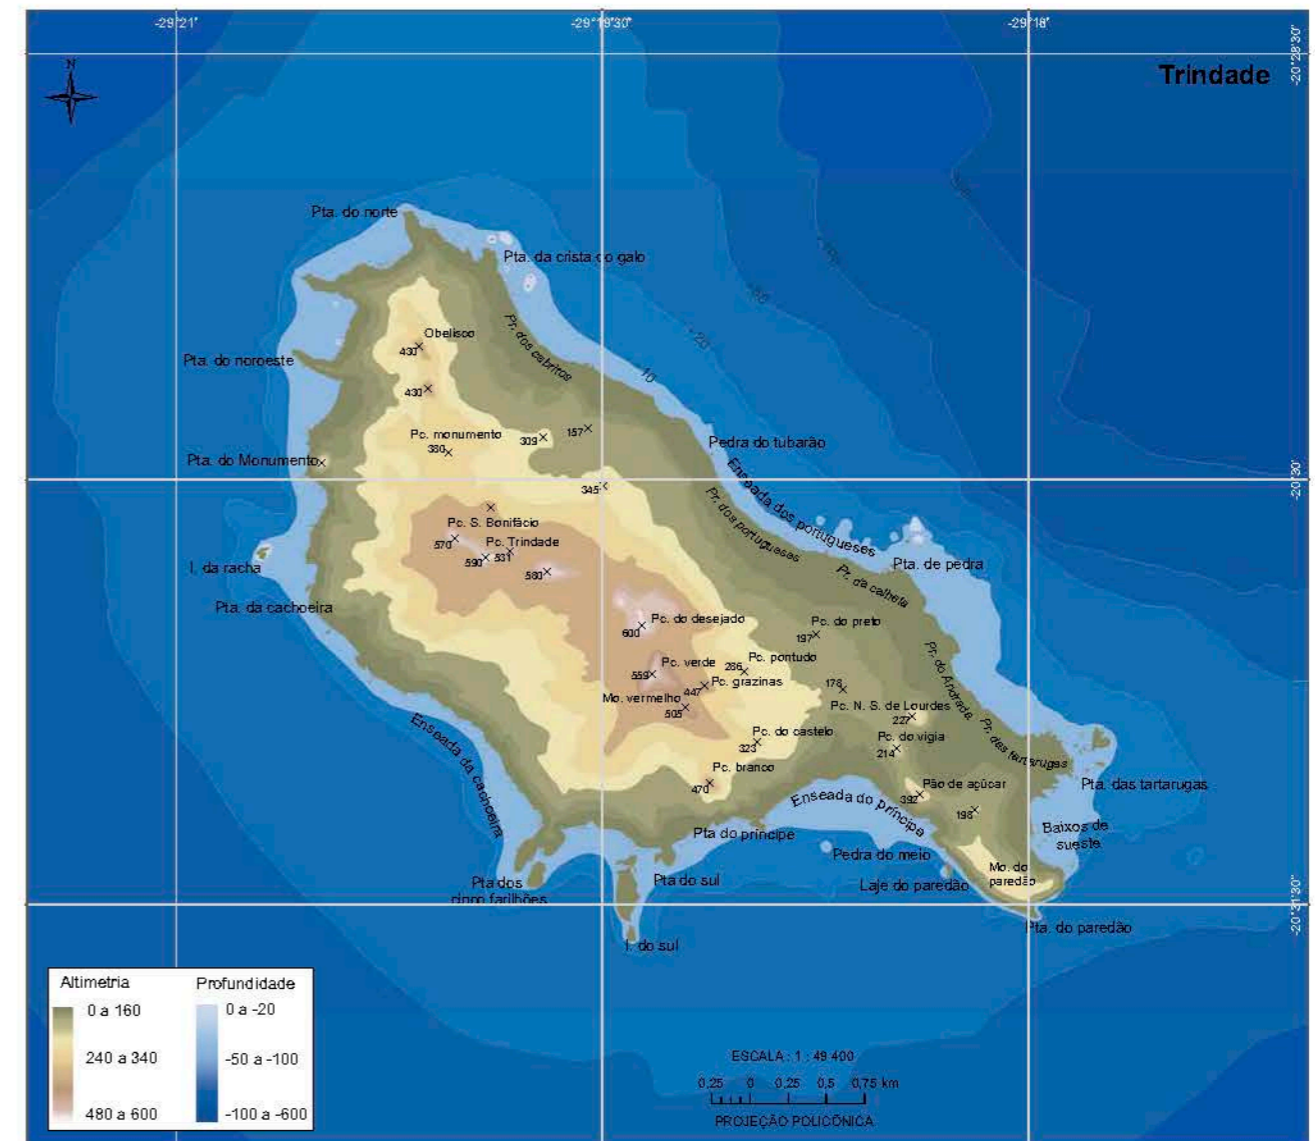 -29°21'
-29°19'30"
-29°18'
-20°28'30"
Trindade
N
Pta. do norte
Pta. da crista do galo
Obelisco
430
Pr. dos cabritos
Pta. do noroeste
-10
-20
-50
430
Pc. monumento
380
309
157
Pedra do tubarão
Pta. do Monumento
-20°30'
345
Enseada dos portugueses
Pr. dos portugueses
Pc. S. Bonifácio
570
Pc. Trindade
590
531
580
I. da racha
Pta. de pedra
Pr. da calheta
Pta. da cachoeira
Pc. do desejado
600
Pc. do preto
197
Pc. verde
559
286
Pc. pontudo
Pr. do Andrade
447
Pc. grazinas
178
Mo. vermelho
505
Pc. N. S. de Lourdes
227
Pc. do castelo
323
Pc. do vigia
214
Pr. das tartarugas
Enseada da cachoeira
Pc. branco
470
Pão de açúcar
392
Pta. das tartarugas
Enseada do príncipe
198
Pta do príncipe
Baixos de
sueste
Pedra do meio
Pta dos
cinco farilhões
Pta do sul
Laje do paredão
Mo. do
paredão
-20°31'30"
Pta. do paredão
I. do sul
Altimetria
0 a 160
240 a 340
480 a 600
Profundidade
0 a -20
-50 a -100
-100 a -600
ESCALA : 1 : 49 400
0,25 0 0,25 0,5 0,75 km
PROJEÇÃO POLICÔNICA